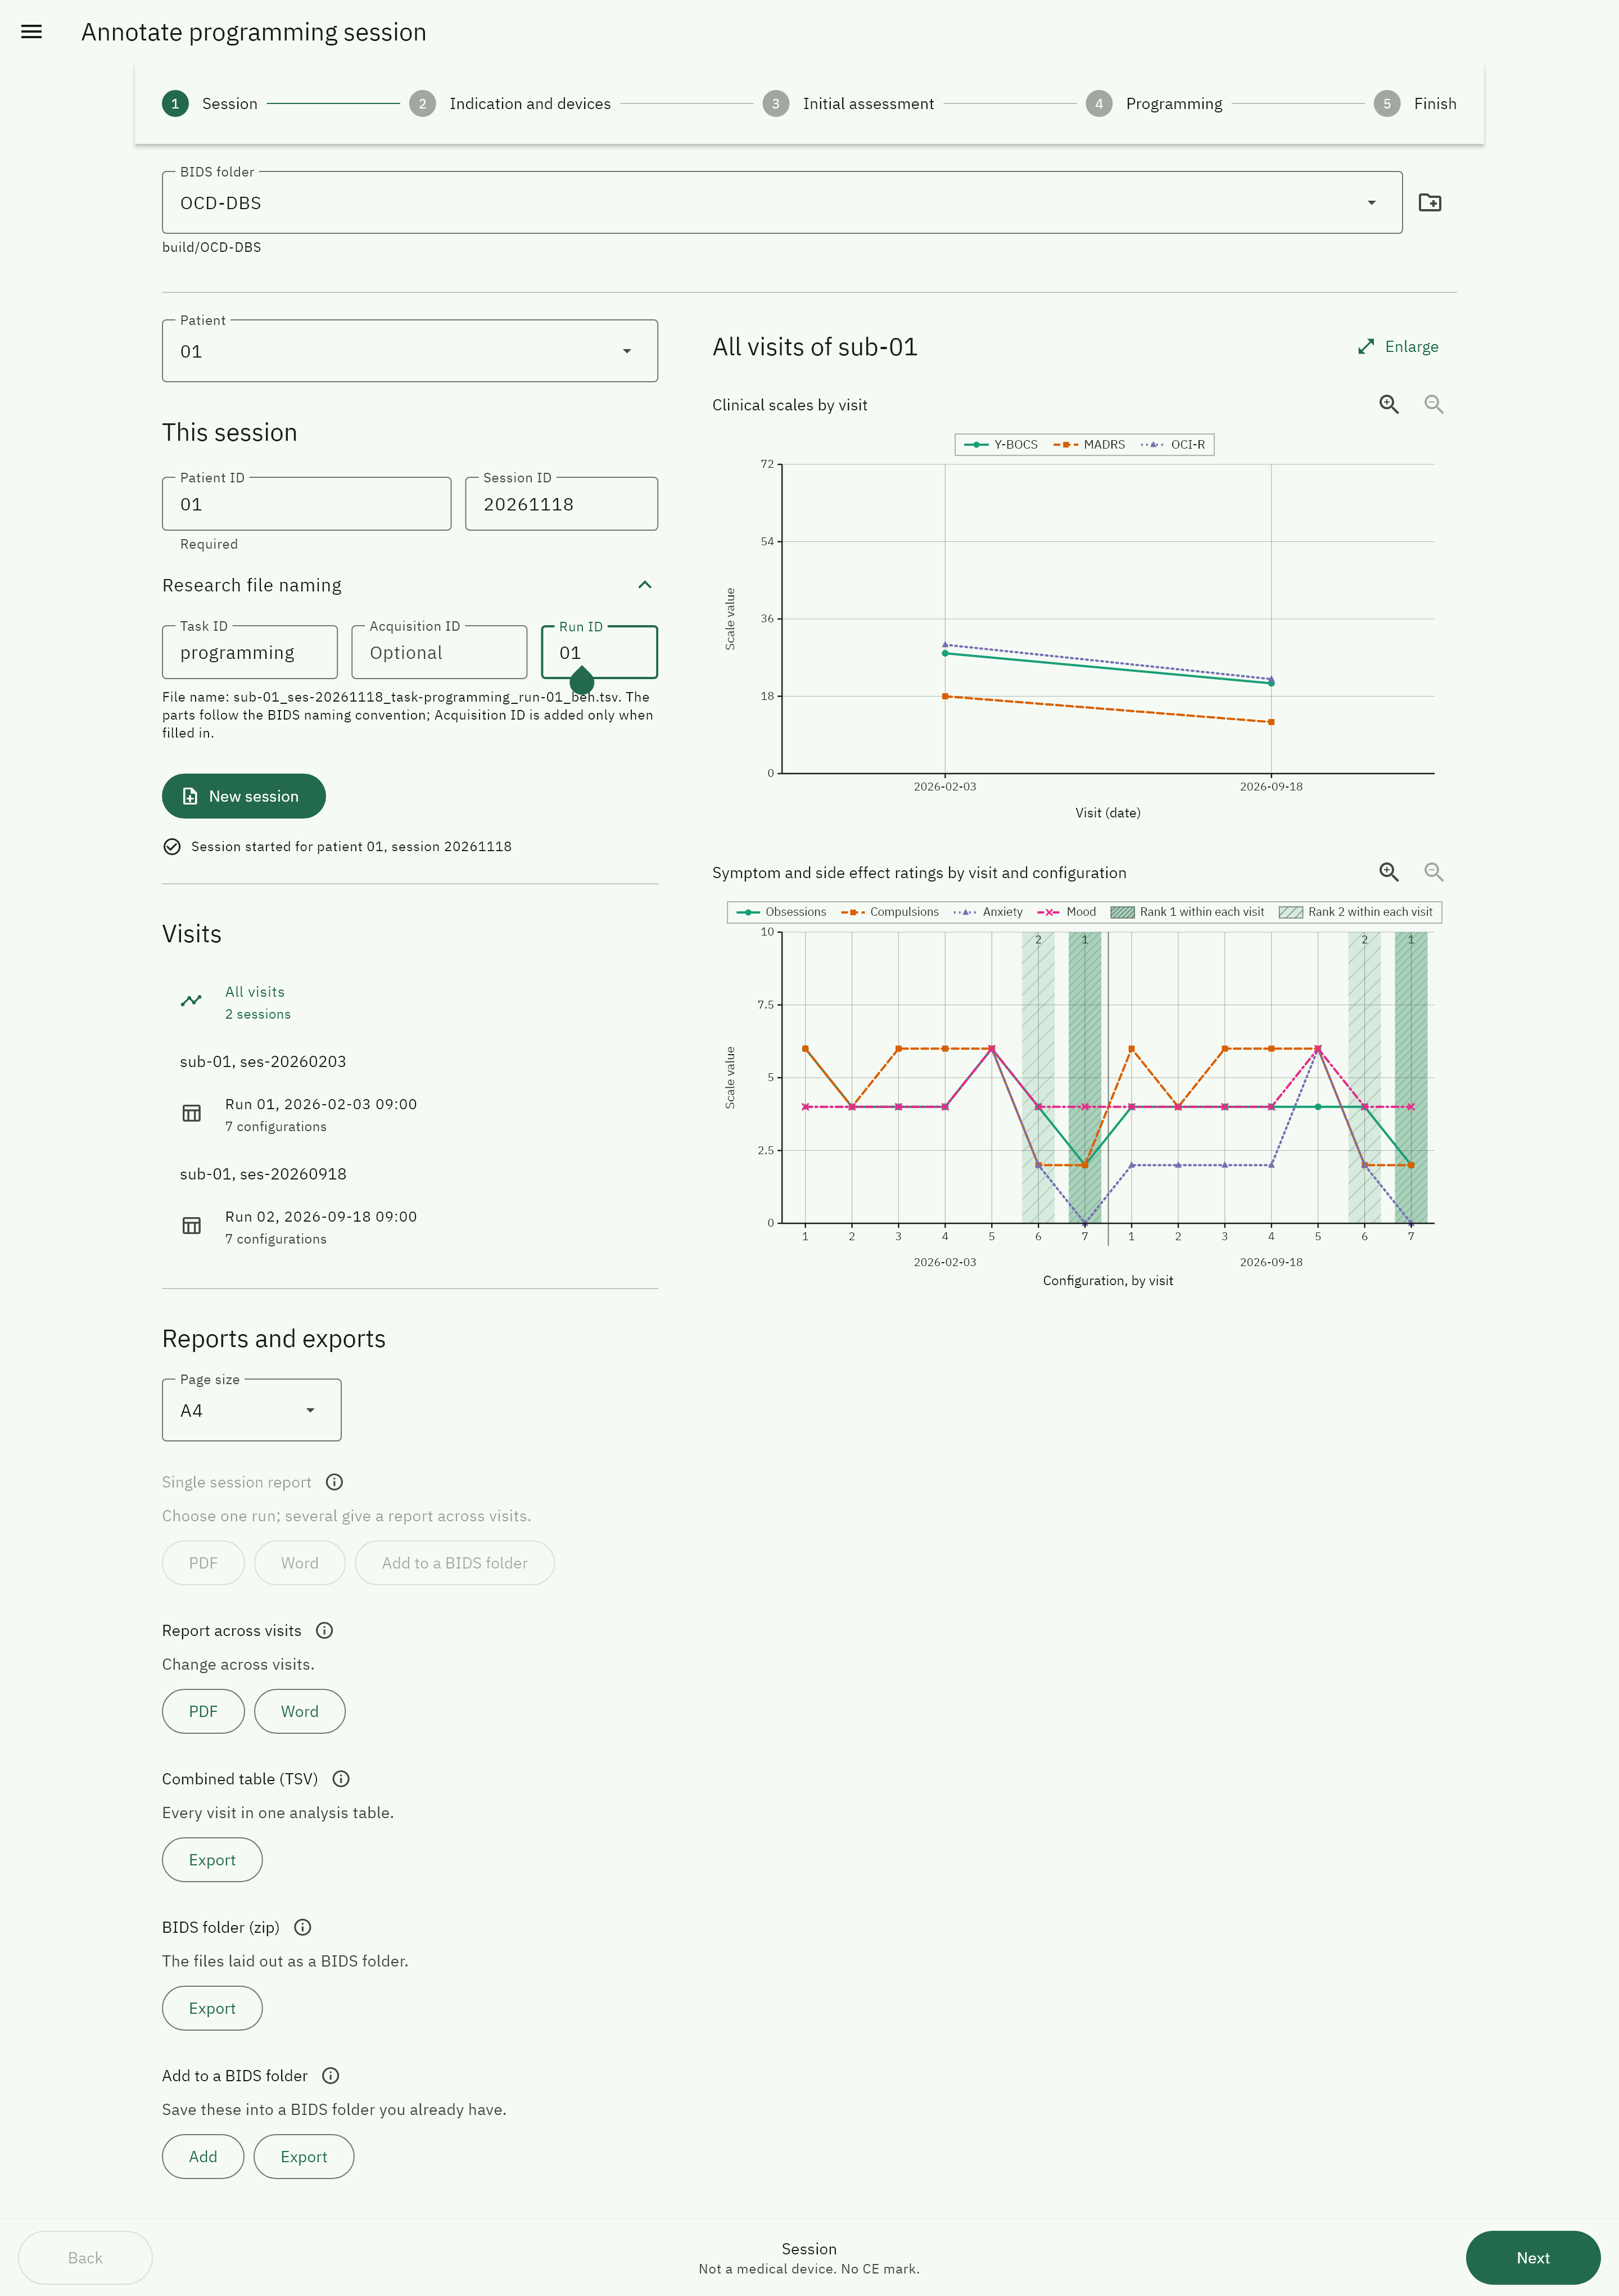 Annotate programming session
1 Session
2 Indication and devices
3 Initial assessment
4 Programming
5 Finish
BIDS folder
OCD-DBS
build/OCD-DBS
Patient
01
This session
Patient ID
01
Session ID
20261118
Required
Research file naming
Task ID
programming
Acquisition ID
Optional
Run ID
01
File name: sub-01_ses-20261118_task-programming_run-01_beh.tsv. The
parts follow the BIDS naming convention; Acquisition ID is added only when
filled in.
New session
Session started for patient 01, session 20261118
Visits
All visits
2 sessions
sub-01, ses-20260203
Run 01, 2026-02-03 09:00
7 configurations
sub-01, ses-20260918
Run 02, 2026-09-18 09:00
7 configurations
Reports and exports
Page size
A4
Single session report
Choose one run; several give a report across visits.
PDF Word Add to a BIDS folder
Report across visits
Change across visits.
PDF Word
Combined table (TSV)
Every visit in one analysis table.
Export
BIDS folder (zip)
The files laid out as a BIDS folder.
Export
Add to a BIDS folder
Save these into a BIDS folder you already have.
Add Export
All visits of sub-01
Enlarge
Clinical scales by visit
Y-BOCS MADRS OCI-R
72
54
36
18
0
Scale value
2026-02-03 2026-09-18
Visit (date)
Symptom and side effect ratings by visit and configuration
Obsessions Compulsions Anxiety Mood Rank 1 within each visit Rank 2 within each visit
2 1 2 1
10
7.5
5
2.5
0
Scale value
1 2 3 4 5 6 7 1 2 3 4 5 6 7
2026-02-03 2026-09-18
Configuration, by visit
Back
Session
Not a medical device. No CE mark.
Next